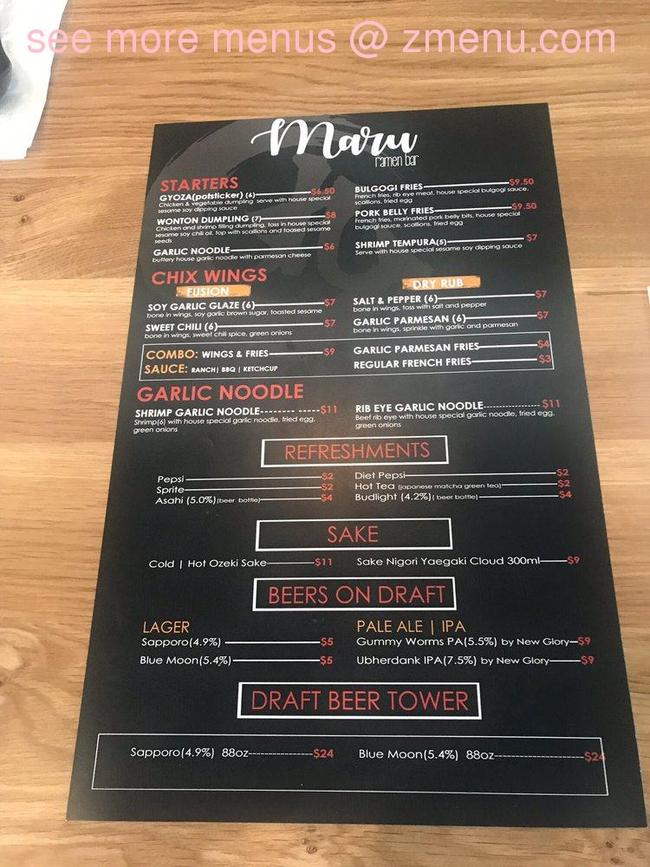 see more menus @ zmenu.com
Maru
ramen bar
STARTERS
GYOZA(potsticker) (6) $6.50
Chicken & vegetable dumpling serve with house special
sesame soy dipping sauce
WONTON DUMPLING (7) $8
Chicken and shrimp filling dumpling, toss in house special
sesame soy chili oil, top with scallions and toasted sesame
seeds
GARLIC NOODLE $6
buttery house garlic noodle with parmesan cheese
BULGOGI FRIES $9.50
French fries, rib eye meat, house special bulgogi sauce,
scallions, fried egg
PORK BELLY FRIES $9.50
French fries, marinated pork belly bits, house special
bulgogi sauce, scallions, fried egg
SHRIMP TEMPURA(5) $7
Serve with house special sesame soy dipping sauce
CHIX WINGS
FUSION
SOY GARLIC GLAZE (6) $7
bone in wings, soy garlic brown sugar, toasted sesame
SWEET CHILI (6) $7
bone in wings, sweet chili spice, green onions
DRY RUB
SALT & PEPPER (6) $7
bone in wings, toss with salt and pepper
GARLIC PARMESAN (6) $7
bone in wings, sprinkle with garlic and parmesan
COMBO: WINGS & FRIES $9
SAUCE: RANCH| BBQ | KETCHCUP
GARLIC PARMESAN FRIES $4
REGULAR FRENCH FRIES $3
GARLIC NOODLE
SHRIMP GARLIC NOODLE-------- -----$11
Shrimp(6) with house special garlic noodle, fried egg,
green onions
RIB EYE GARLIC NOODLE----------------- $11
Beef rib eye with house special garlic noodle, fried egg,
green onions
REFRESHMENTS
Pepsi $2
Sprite $2
Asahi (5.0%)(beer bottle) $4
Diet Pepsi $2
Hot Tea (japanese matcha green tea) $2
Budlight (4.2%)( beer bottle) $4
SAKE
Cold | Hot Ozeki Sake $11
Sake Nigori Yaegaki Cloud 300ml $9
BEERS ON DRAFT
LAGER
Sapporo(4.9%) $5
Blue Moon(5.4%) $5
PALE ALE | IPA
Gummy Worms PA(5.5%) by New Glory $9
Ubherdank IPA(7.5%) by New Glory $9
DRAFT BEER TOWER
Sapporo(4.9%) 88oz-----------------$24
Blue Moon(5.4%) 88oz-----------------------$24